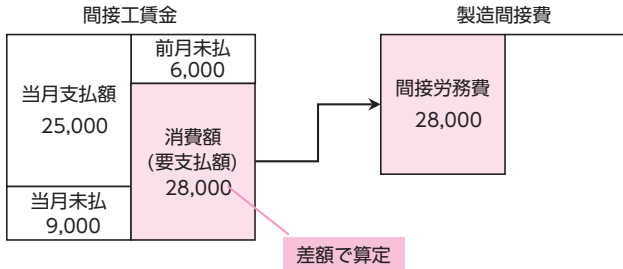 間接工賃金
当月支払額
25,000
当月未払
9,000
前月未払
6,000
消費額
(要支払額)
28,000
差額で算定
製造間接費
間接労務費
28,000